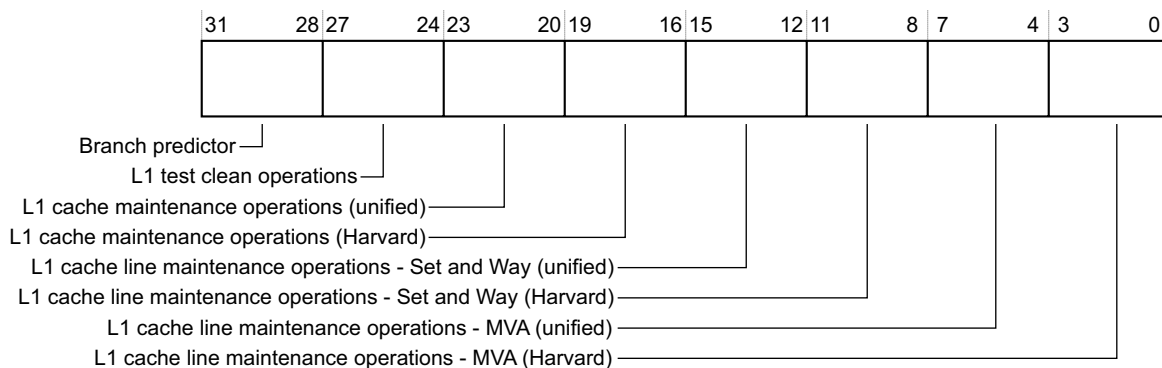 31 28 27 24 23 20 19 16 15 12 11 8 7 4 3 0
Branch predictor
L1 test clean operations
L1 cache maintenance operations (unified)
L1 cache maintenance operations (Harvard)
L1 cache line maintenance operations - Set and Way (unified)
L1 cache line maintenance operations - Set and Way (Harvard)
L1 cache line maintenance operations - MVA (unified)
L1 cache line maintenance operations - MVA (Harvard)